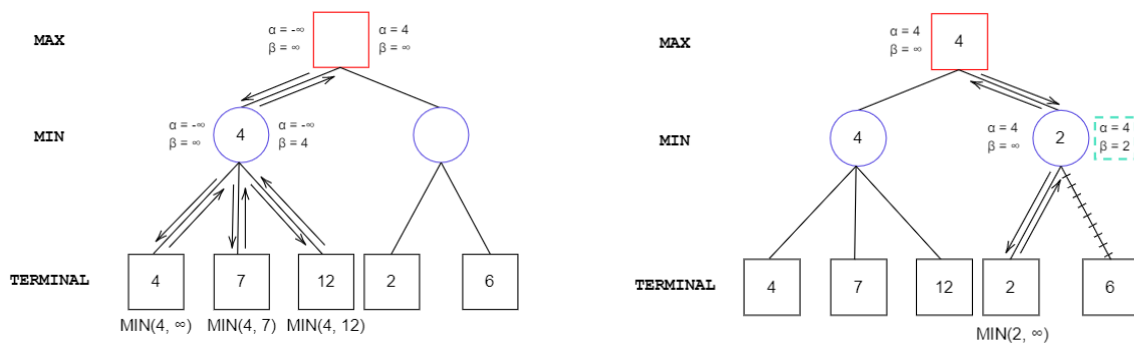 MAX
α = -∞
β = ∞
α = 4
β = ∞
MIN
α = -∞
β = ∞
4
α = -∞
β = 4
TERMINAL
4
7
12
2
6
MIN(4, ∞)
MIN(4, 7)
MIN(4, 12)
MAX
α = 4
β = ∞
4
MIN
4
α = 4
β = ∞
2
α = 4
β = 2
TERMINAL
4
7
12
2
6
MIN(2, ∞)